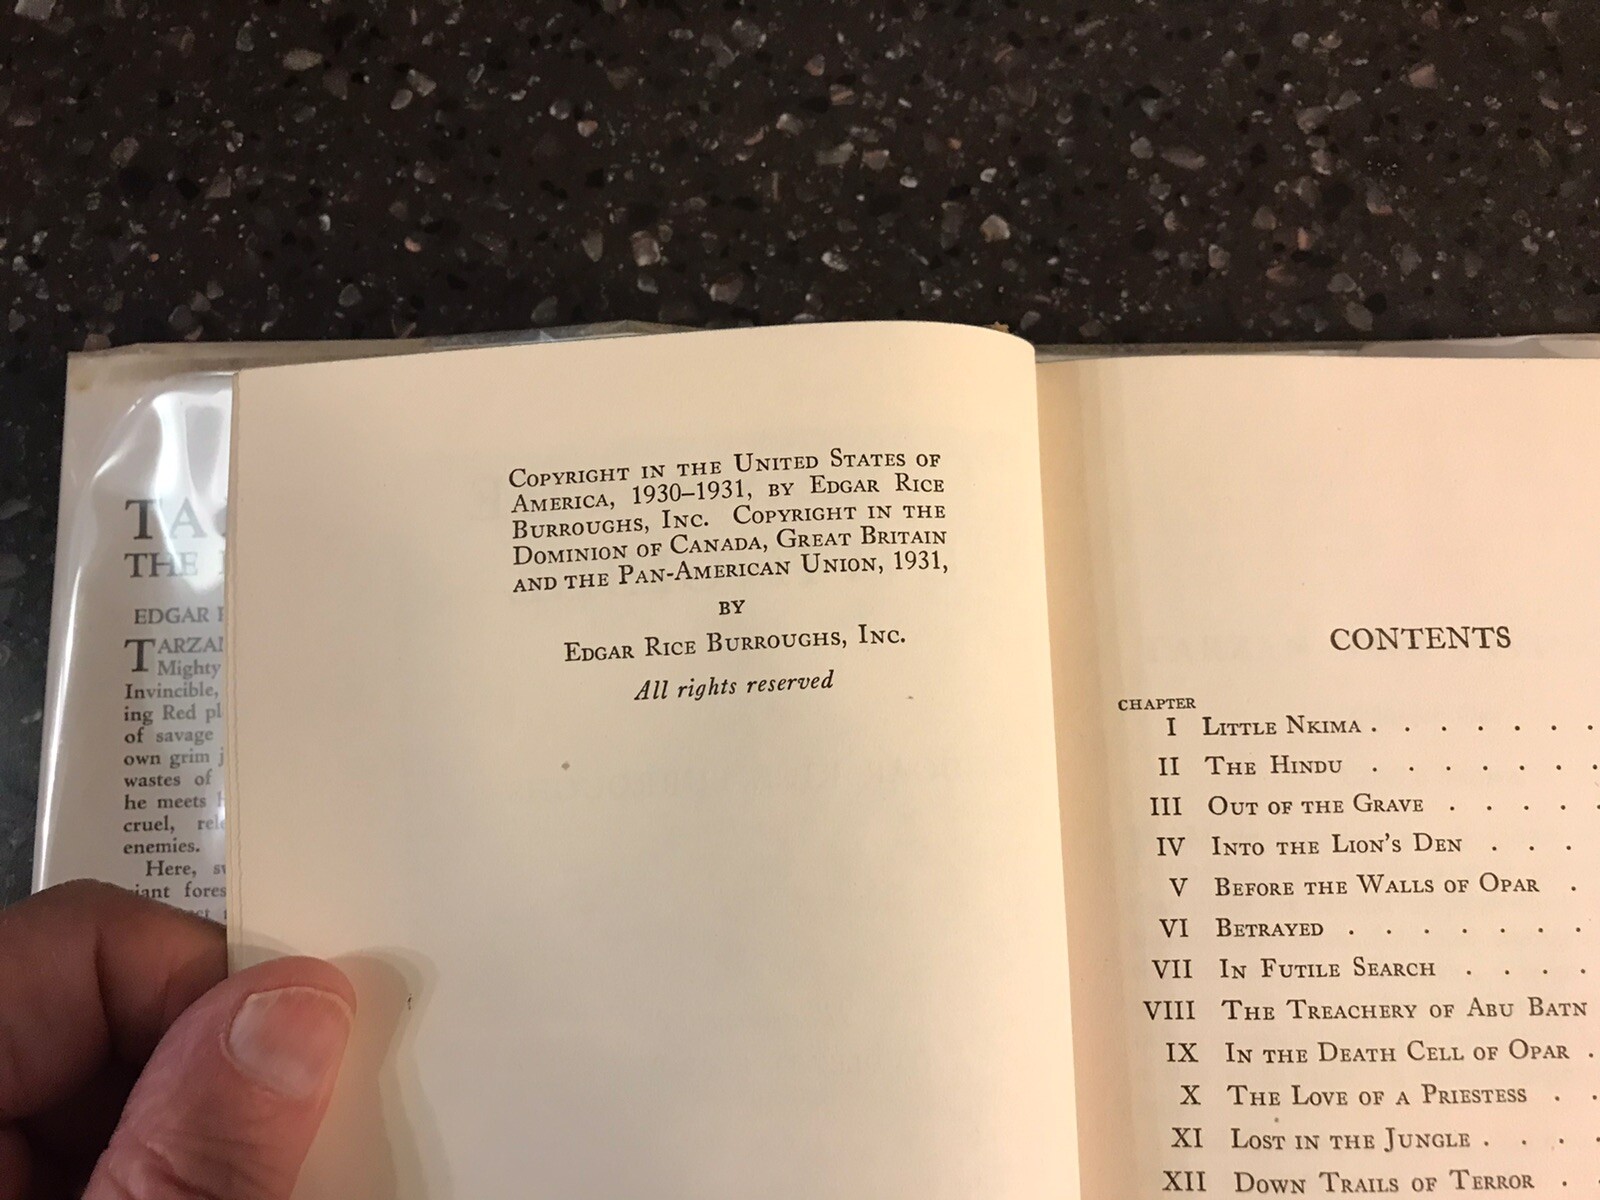 TA
THE
EDGAR
TARZAN
Mighty
Invincible,
ing Red
of savage
own grim
wastes of
he meets
cruel,
enemies.
Here,
giant
COPYRIGHT IN THE UNITED STATES OF
AMERICA, 1930–1931, BY EDGAR RICE
BURROUGHS, INC. COPYRIGHT IN THE
DOMINION OF CANADA, GREAT BRITAIN
AND THE PAN-AMERICAN UNION, 1931,
BY
EDGAR RICE BURROUGHS, INC.
All rights reserved
CONTENTS
CHAPTER
I LITTLE NKIMA . . . . . . .
II THE HINDU . . . . . . .
III OUT OF THE GRAVE . . . . .
IV INTO THE LION'S DEN . . .
V BEFORE THE WALLS OF OPAR .
VI BETRAYED . . . . . . .
VII IN FUTILE SEARCH . . . .
VIII THE TREACHERY OF ABU BATN
IX IN THE DEATH CELL OF OPAR .
X THE LOVE OF A PRIESTESS . .
XI LOST IN THE JUNGLE . . . .
XII DOWN TRAILS OF TERROR . .